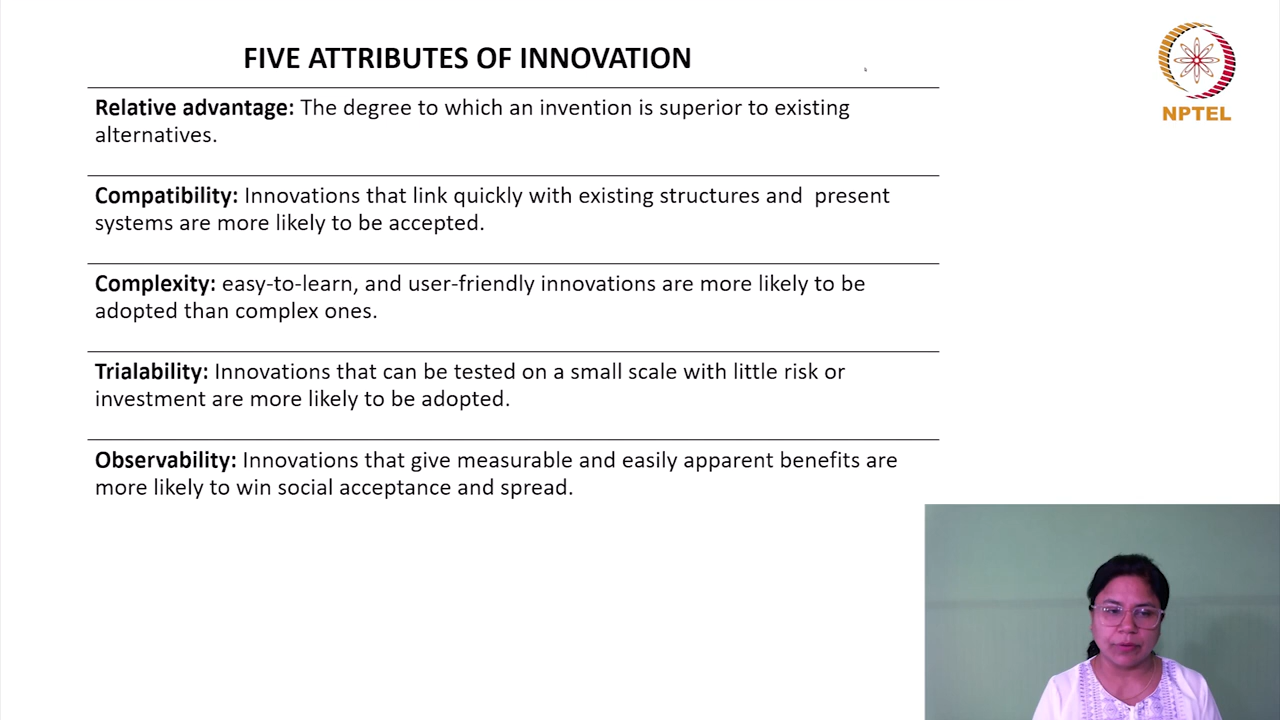 FIVE ATTRIBUTES OF INNOVATION
NPTEL
Relative advantage: The degree to which an invention is superior to existing
alternatives.
Compatibility: Innovations that link quickly with existing structures and  present
systems are more likely to be accepted.
Complexity: easy-to-learn, and user-friendly innovations are more likely to be
adopted than complex ones.
Trialability: Innovations that can be tested on a small scale with little risk or
investment are more likely to be adopted.
Observability: Innovations that give measurable and easily apparent benefits are
more likely to win social acceptance and spread.